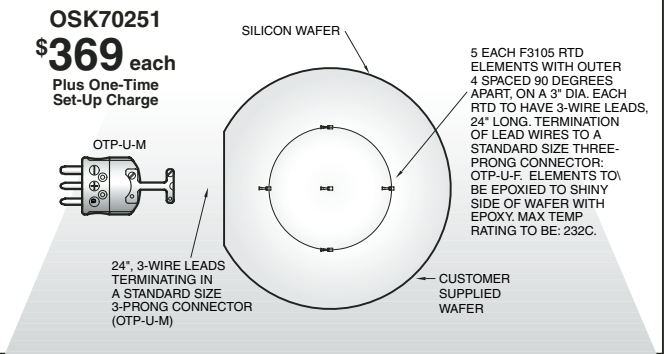 OSK70251
$369 each
Plus One-Time
Set-Up Charge
OTP-U-M
SILICON WAFER
5 EACH F3105 RTD
ELEMENTS WITH OUTER
4 SPACED 90 DEGREES
APART, ON A 3" DIA. EACH
RTD TO HAVE 3-WIRE LEADS,
24" LONG. TERMINATION
OF LEAD WIRES TO A
STANDARD SIZE THREE-
PRONG CONNECTOR:
OTP-U-F. ELEMENTS TO\
BE EPOXIED TO SHINY
SIDE OF WAFER WITH
EPOXY. MAX TEMP
RATING TO BE: 232C.
24", 3-WIRE LEADS
TERMINATING IN
A STANDARD SIZE
3-PRONG CONNECTOR
(OTP-U-M)
CUSTOMER
SUPPLIED
WAFER